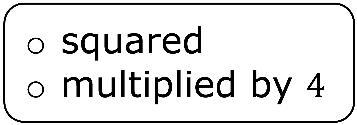 ○ squared
○ multiplied by 4